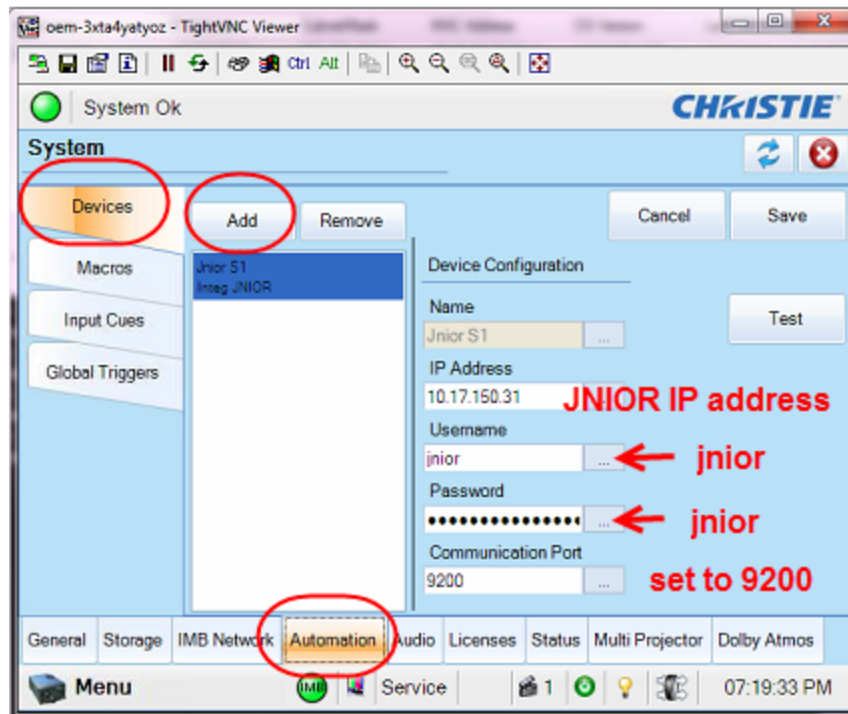 oem-3xta4yatyoz - TightVNC Viewer
Ctrl Alt
System Ok
CHRISTIE
System
Devices
Add
Remove
Cancel
Save
Macros
Input Cues
Global Triggers
Jnior S1
Integ JNIOR
Device Configuration
Name
Jnior S1
...
Test
IP Address
10.17.150.31
JNIOR IP address
Username
jnior
...
jnior
Password
...
jnior
Communication Port
9200
...
set to 9200
General Storage IMB Network Automation Audio Licenses Status Multi Projector Dolby Atmos
Menu
IMB
Service
1
07:19:33 PM